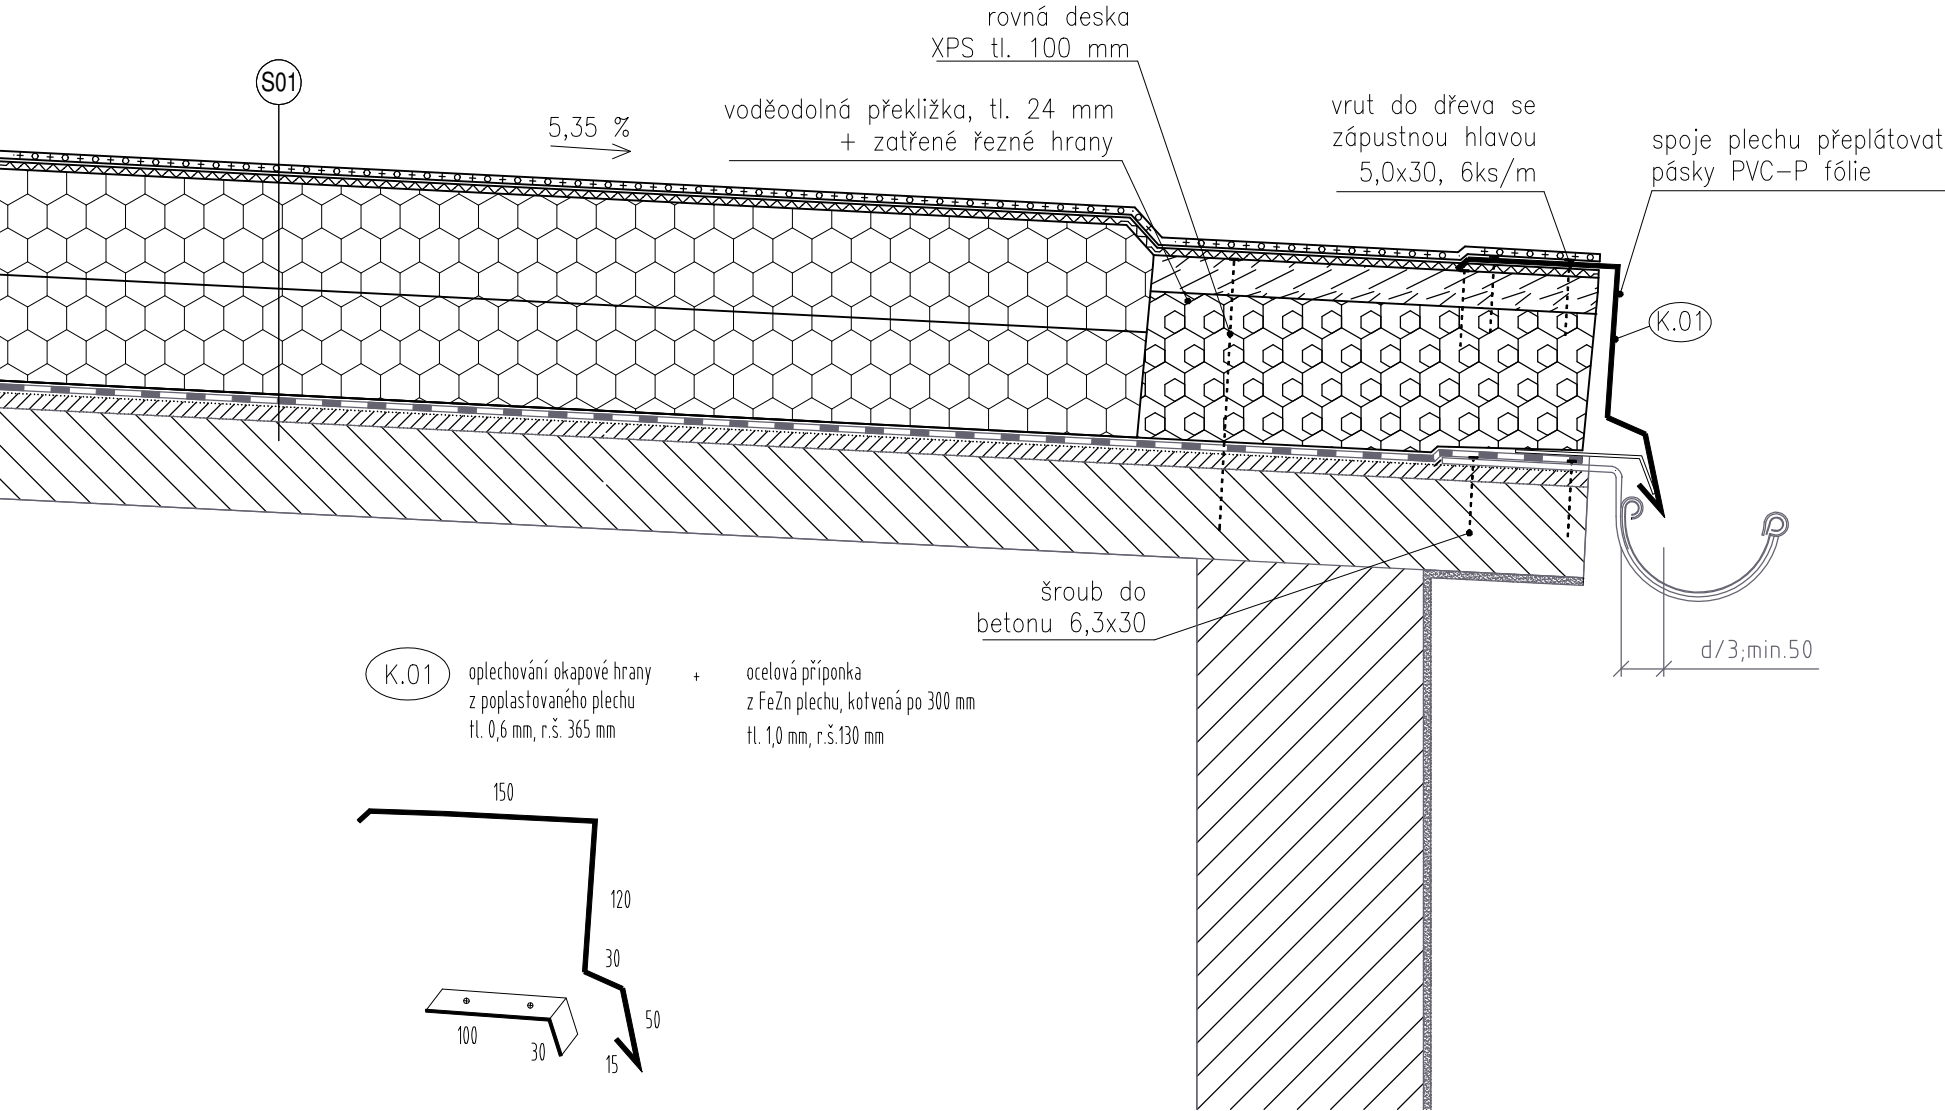 rovná deska
XPS tl. 100 mm
S01
5,35 %
voděodolná překližka, tl. 24 mm
+ zatřené řezné hrany
vrut do dřeva se
zápustnou hlavou
5,0x30, 6ks/m
spoje plechu přeplátovat
pásky PVC-P fólie
K.01
šroub do
betonu 6,3x30
d/3;min.50
K.01
oplechování okapové hrany
z poplastovaného plechu
tl. 0,6 mm, r.š. 365 mm
+
ocelová příponka
z FeZn plechu, kotvená po 300 mm
tl. 1,0 mm, r.š.130 mm
150
120
30
50
15
100
30